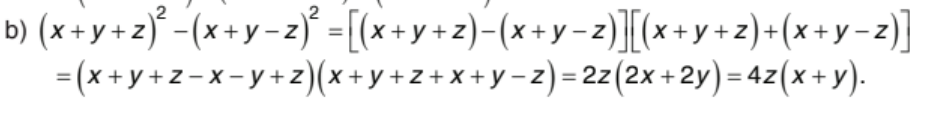 b) (x+y+z)² −(x+y−z)² =[(x+y+z)−(x+y−z)][(x+y+z)+(x+y−z)]
=(x+y+z−x−y+z)(x+y+z+x+y−z)=2z(2x+2y)=4z(x+y).